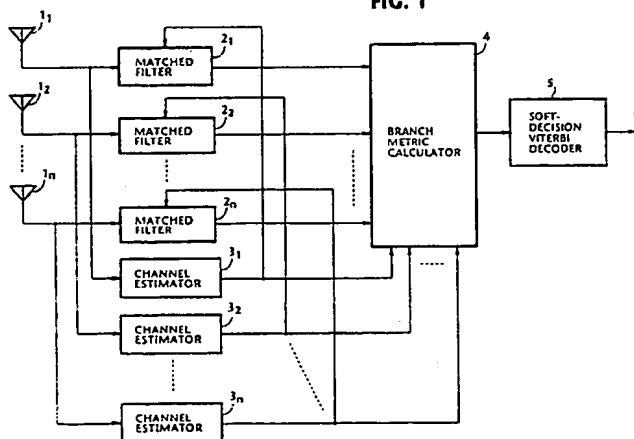 FIG. 1
1₁
MATCHED
FILTER
2₁
4
1₂
MATCHED
FILTER
2₂
BRANCH
METRIC
CALCULATOR
5
SOFT-
DECISION
VITERBI
DECODER
1n
MATCHED
FILTER
2n
CHANNEL
ESTIMATOR
3₁
CHANNEL
ESTIMATOR
3₂
CHANNEL
ESTIMATOR
3n